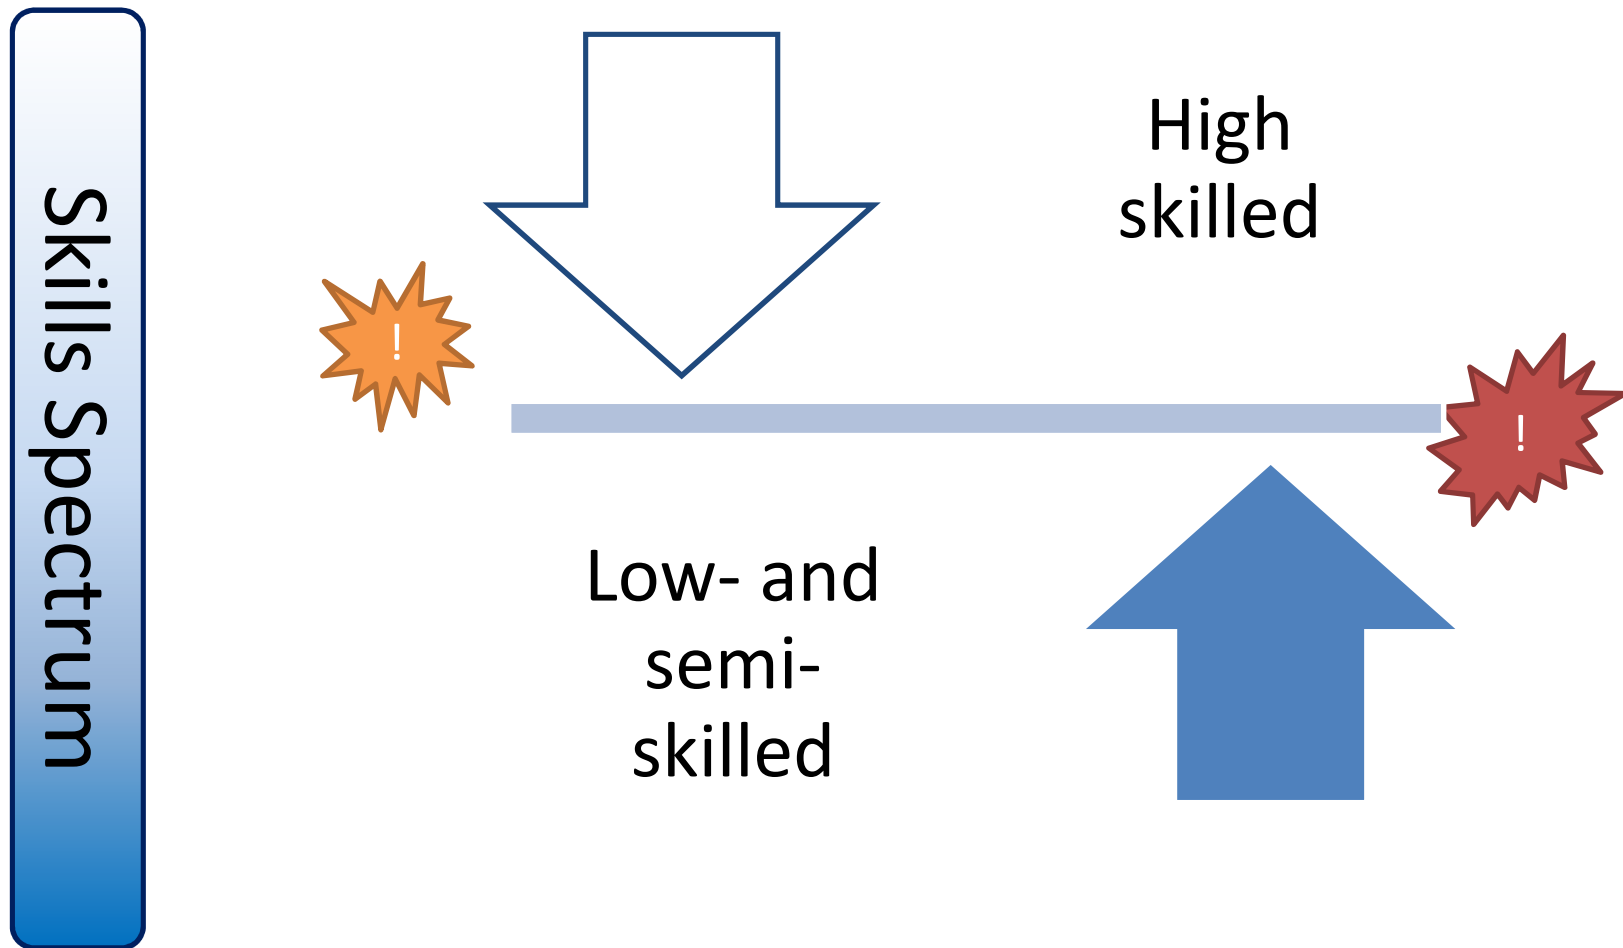 Skills Spectrum
High
skilled
!
!
Low- and
semi-
skilled